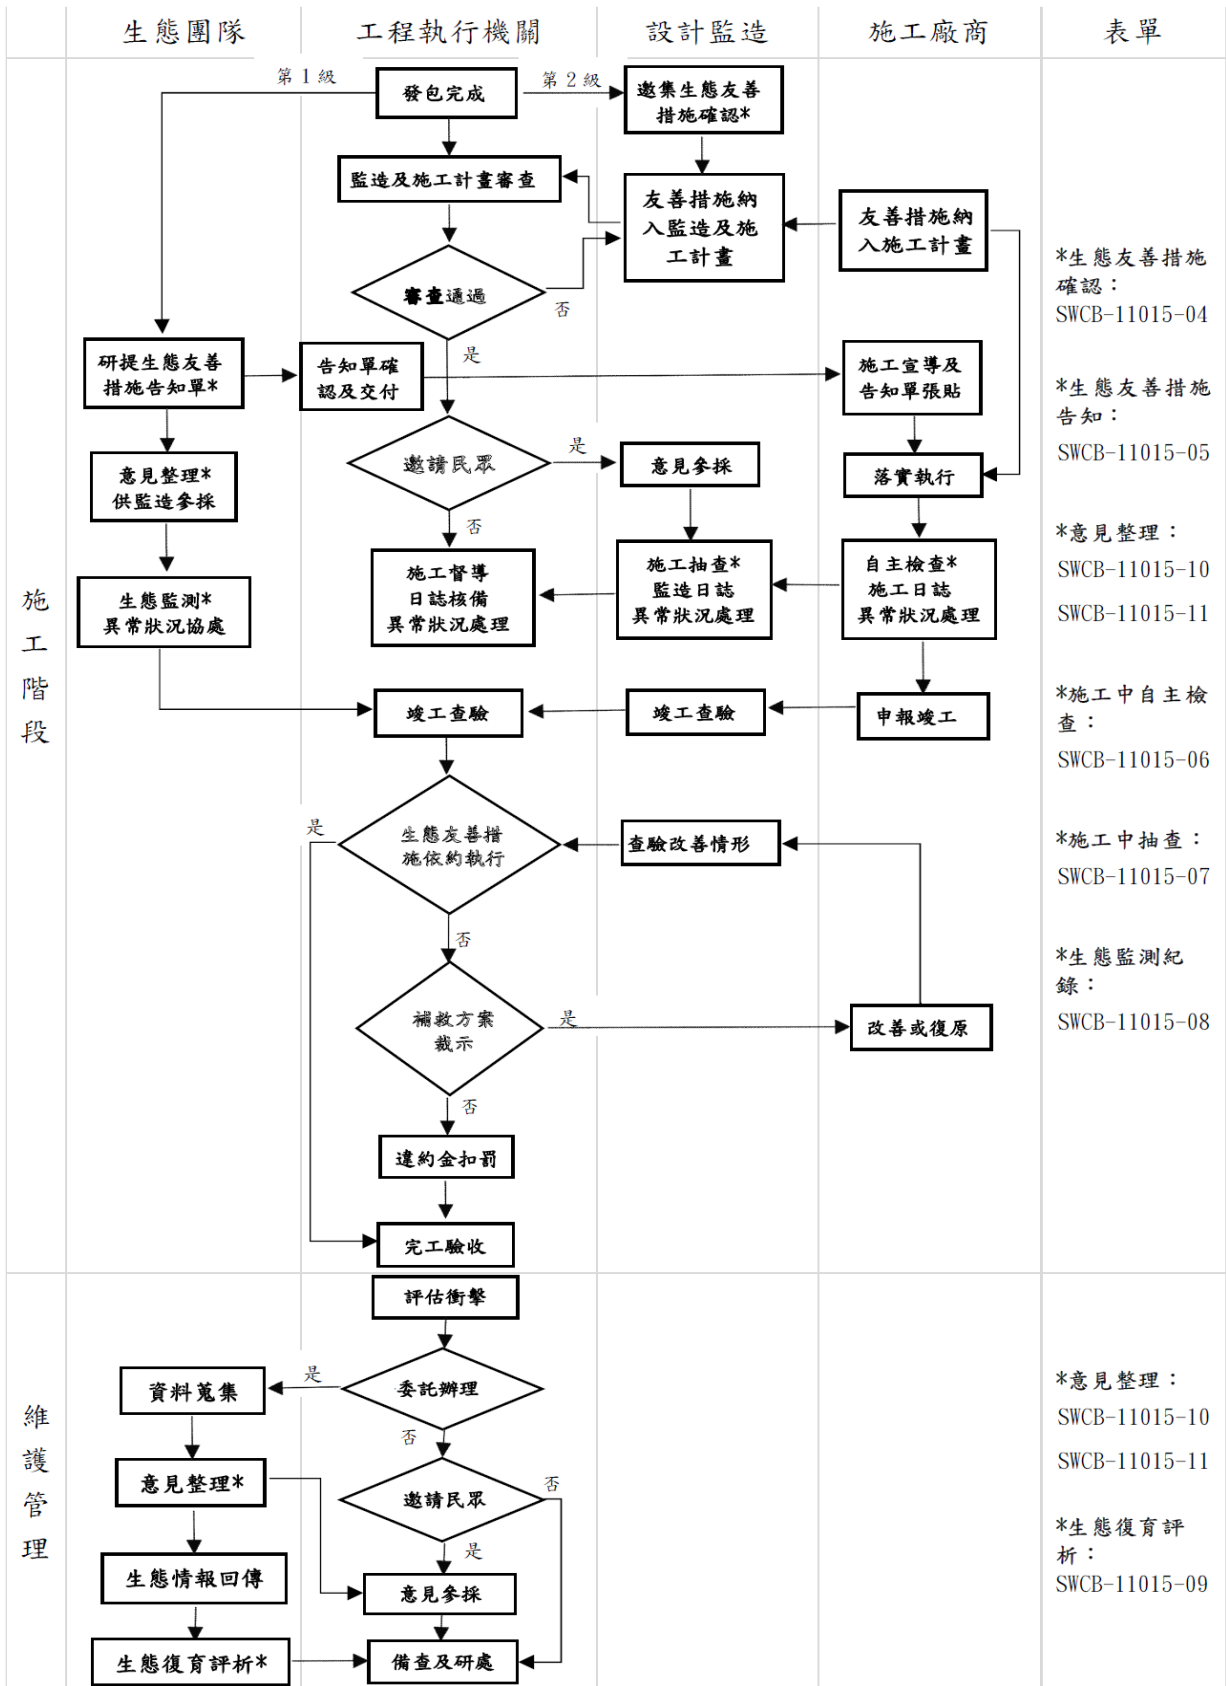 生態團隊
工程執行機關
設計監造
施工廠商
表單
施
工
階
段
第1級
發包完成
第2級
邀集生態友善
措施確認*
監造及施工計畫審查
友善措施納
入監造及施
工計畫
友善措施納
入施工計畫
審查通過
否
是
研提生態友善
措施告知單*
告知單確
認及交付
施工宣導及
告知單張貼
邀請民眾
是
否
意見參採
落實執行
意見整理*
供監造參採
生態監測*
異常狀況協處
施工督導
日誌核備
異常狀況處理
施工抽查*
監造日誌
異常狀況處理
自主檢查*
施工日誌
異常狀況處理
竣工查驗
竣工查驗
申報竣工
是
生態友善措
施依約執行
查驗改善情形
否
補救方案
裁示
是
改善或復原
否
違約金扣罰
完工驗收
*生態友善措施
確認：
SWCB-11015-04
*生態友善措施
告知：
SWCB-11015-05
*意見整理：
SWCB-11015-10
SWCB-11015-11
*施工中自主檢
查：
SWCB-11015-06
*施工中抽查：
SWCB-11015-07
*生態監測紀
錄：
SWCB-11015-08
維
護
管
理
評估衝擊
委託辦理
是
否
資料蒐集
意見整理*
邀請民眾
否
是
生態情報回傳
意見參採
生態復育評析*
備查及研處
*意見整理：
SWCB-11015-10
SWCB-11015-11
*生態復育評
析：
SWCB-11015-09